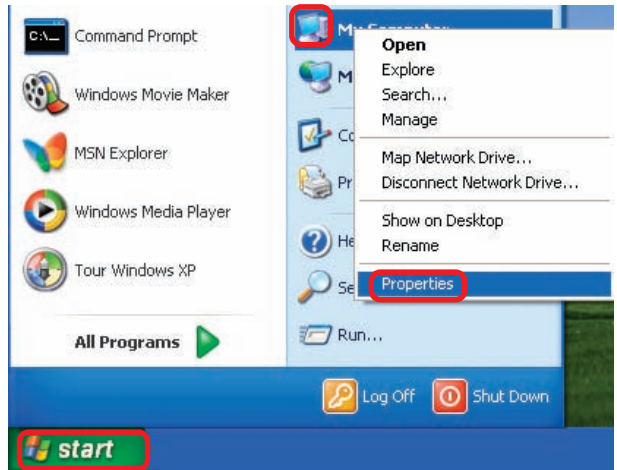 C:\_
Command Prompt
Windows Movie Maker
MSN Explorer
Windows Media Player
Tour Windows XP
All Programs
Run...
Log Off
Shut Down
start
Open
Explore
Search...
Manage
Map Network Drive...
Disconnect Network Drive...
Show on Desktop
Rename
Properties